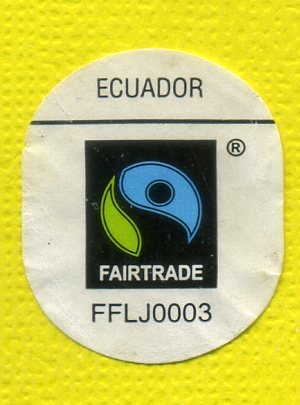 ECUADOR
®
FAIRTRADE
FFLJ0003